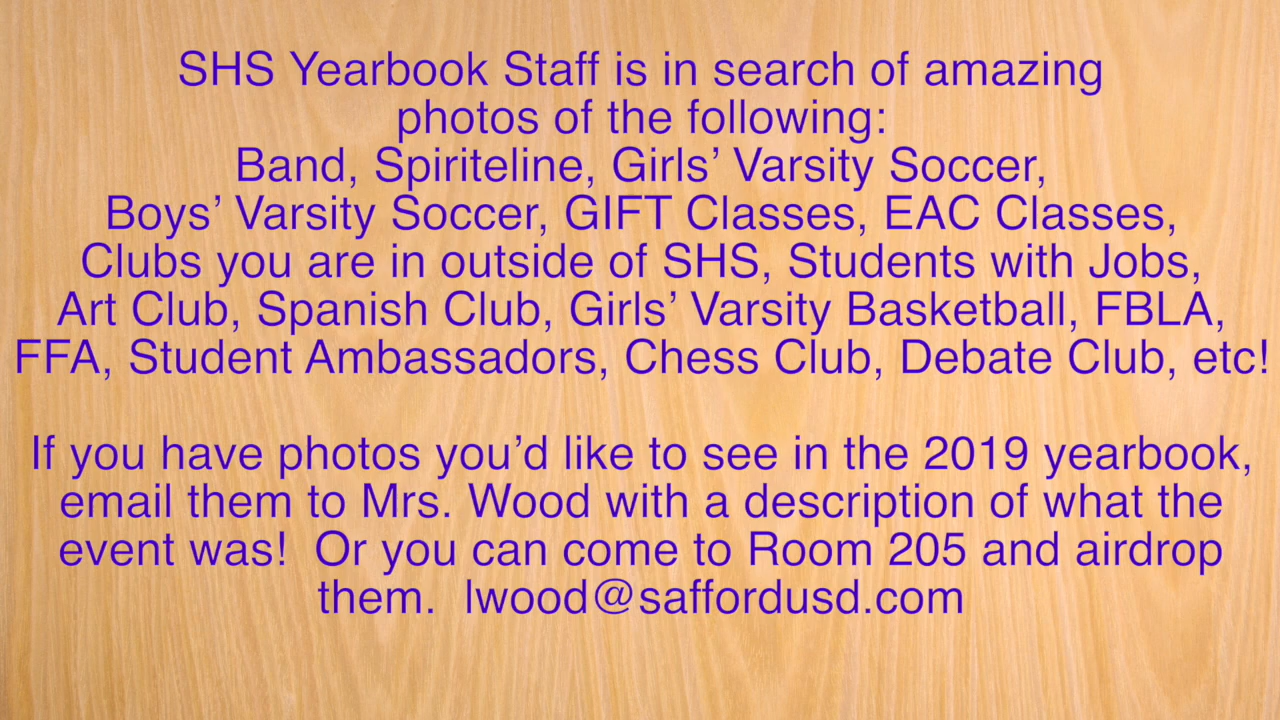 SHS Yearbook Staff is in search of amazing
photos of the following:
Band, Spiriteline, Girls’ Varsity Soccer,
Boys’ Varsity Soccer, GIFT Classes, EAC Classes,
Clubs you are in outside of SHS, Students with Jobs,
Art Club, Spanish Club, Girls’ Varsity Basketball, FBLA,
FFA, Student Ambassadors, Chess Club, Debate Club, etc!
If you have photos you’d like to see in the 2019 yearbook,
email them to Mrs. Wood with a description of what the
event was!  Or you can come to Room 205 and airdrop
them.  lwood@saffordusd.com